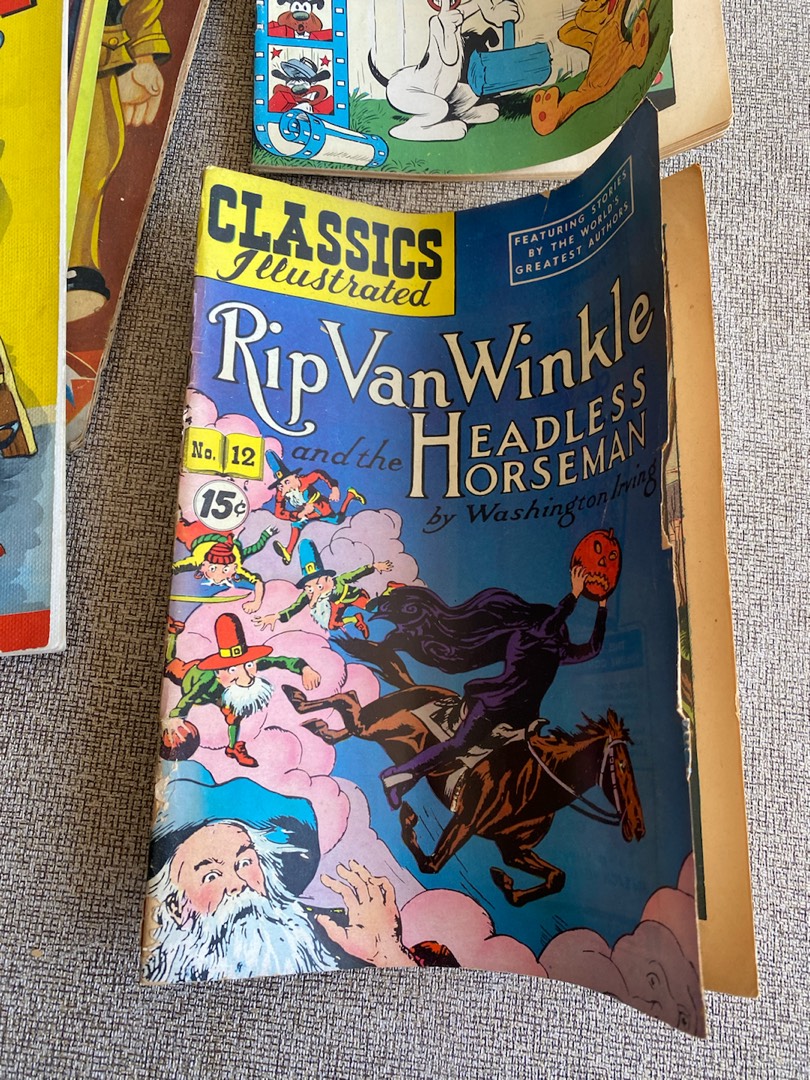 CLASSICS
Illustrated
FEATURING STORIES
BY THE WORLD'S
GREATEST AUTHORS
Rip Van Winkle
and the HEADLESS
HORSEMAN
by Washington Irving
No. 12
15¢